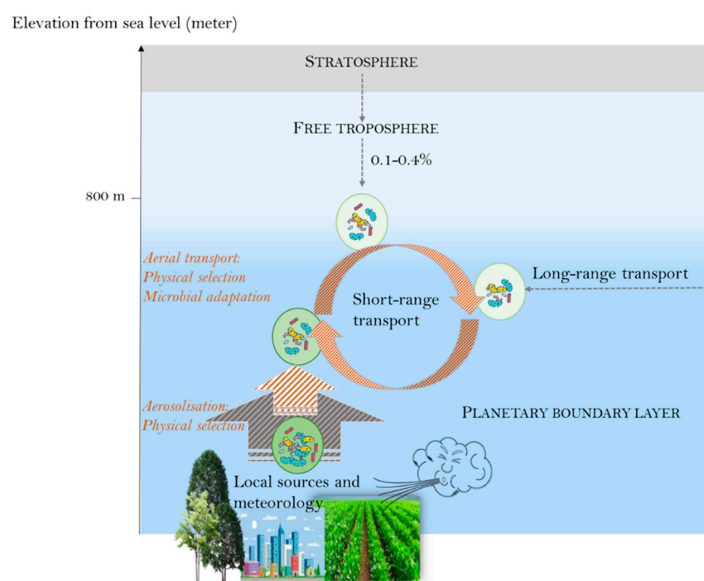 Elevation from sea level (meter)
STRATOSPHERE
FREE TROPOSPHERE
0.1-0.4%
800 m
Aerial transport:
Physical selection
Microbial adaptation
Long-range transport
Short-range
transport
Aerosolisation:
Physical selection
PLANETARY BOUNDARY LAYER
Local sources and
meteorology